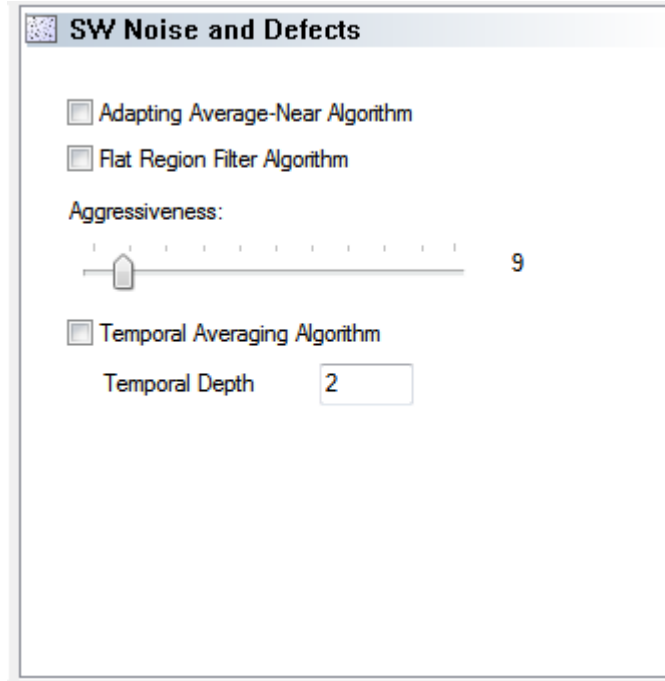 SW Noise and Defects
Adapting Average-Near Algorithm
Flat Region Filter Algorithm
Aggressiveness:
9
Temporal Averaging Algorithm
Temporal Depth 2